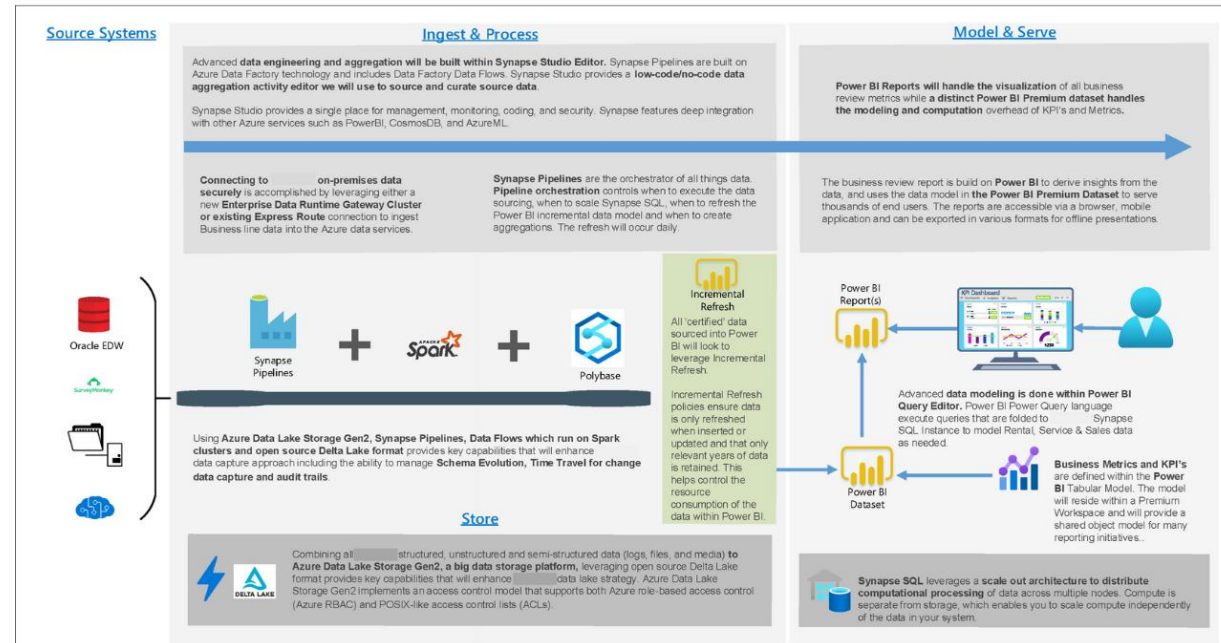 Source Systems
Ingest & Process
Model & Serve
Advanced data engineering and aggregation will be built within Synapse Studio Editor. Synapse Pipelines are built on
Azure Data Factory technology and includes Data Factory Data Flows. Synapse Studio provides a low-code/no-code data
aggregation activity editor we will use to source and curate source data.
Synapse Studio provides a single place for management, monitoring, coding, and security. Synapse features deep integration
with other Azure services such as PowerBI, CosmosDB, and AzureML.
Power BI Reports will handle the visualization of all business
review metrics while a distinct Power BI Premium dataset handles
the modeling and computation overhead of KPI's and Metrics.
Connecting to on-premises data
securely is accomplished by leveraging either a
new Enterprise Data Runtime Gateway Cluster
or existing Express Route connection to ingest
Business line data into the Azure data services.
Synapse Pipelines are the orchestrator of all things data.
Pipeline orchestration controls when to execute the data
sourcing, when to scale Synapse SQL, when to refresh the
Power BI incremental data model and when to create
aggregations. The refresh will occur daily.
The business review report is build on Power BI to derive insights from the
data, and uses the data model in the Power BI Premium Dataset to serve
thousands of end users. The reports are accessible via a browser, mobile
application and can be exported in various formats for offline presentations.
Oracle EDW
SurveyMonkey
Synapse
Pipelines
APACHE
Spark
Polybase
Incremental
Refresh
All 'certified' data
sourced into Power
BI will look to
leverage Incremental
Refresh.
Incremental Refresh
policies ensure data
is only refreshed
when inserted or
updated and that only
relevant years of data
is retained. This
helps control the
resource
consumption of the
data within Power BI.
Power BI
Report(s)
KPI Dashboard
Advanced data modeling is done within Power BI
Query Editor. Power BI Power Query language
execute queries that are folded to Synapse
SQL Instance to model Rental, Service & Sales data
as needed.
Power BI
Dataset
Business Metrics and KPI's
are defined within the Power
BI Tabular Model. The model
will reside within a Premium
Workspace and will provide a
shared object model for many
reporting initiatives..
Using Azure Data Lake Storage Gen2, Synapse Pipelines, Data Flows which run on Spark
clusters and open source Delta Lake format provides key capabilities that will enhance
data capture approach including the ability to manage Schema Evolution, Time Travel for change
data capture and audit trails.
Store
DELTA LAKE
Combining all structured, unstructured and semi-structured data (logs, files, and media) to
Azure Data Lake Storage Gen2, a big data storage platform, leveraging open source Delta Lake
format provides key capabilities that will enhance data lake strategy. Azure Data Lake
Storage Gen2 implements an access control model that supports both Azure role-based access control
(Azure RBAC) and POSIX-like access control lists (ACLs).
Synapse SQL leverages a scale out architecture to distribute
computational processing of data across multiple nodes. Compute is
separate from storage, which enables you to scale compute independently
of the data in your system.